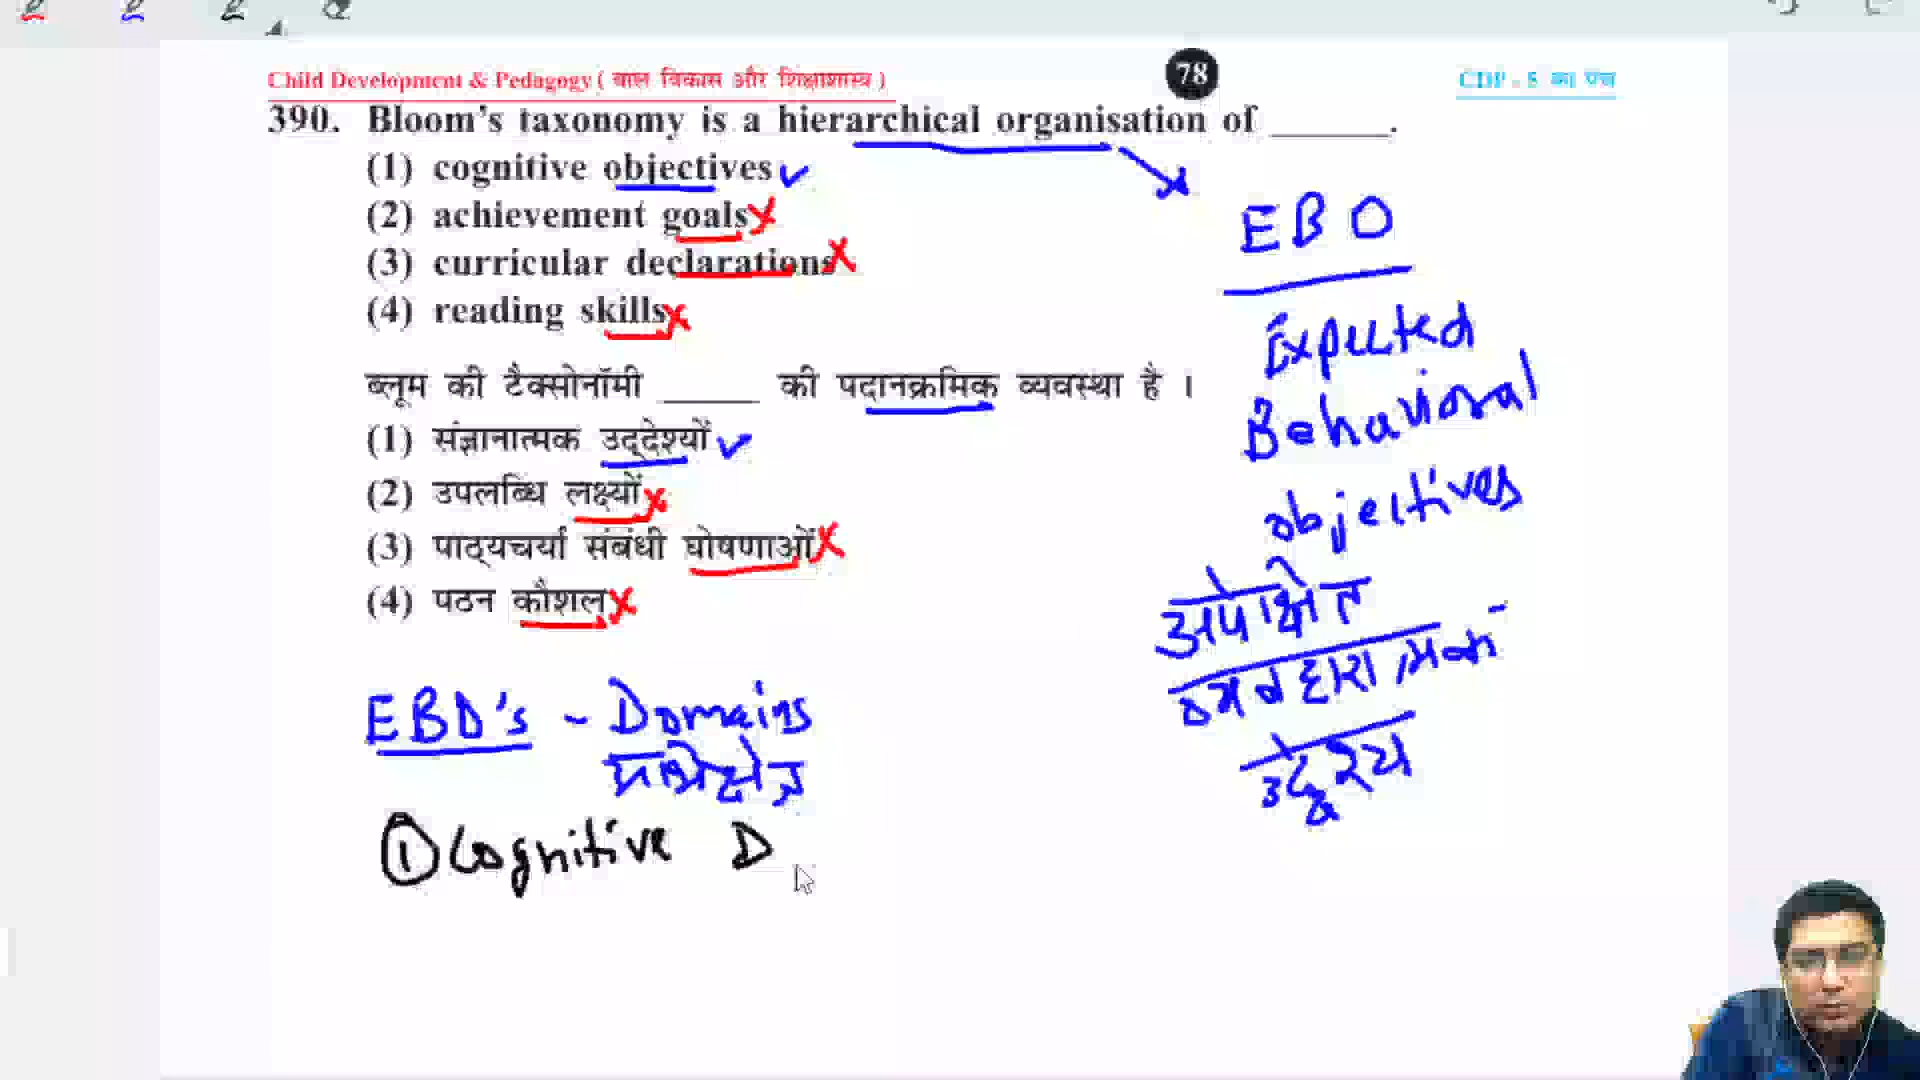 Child Development & Pedagogy ( बाल विकास और शिक्षाशास्त्र )
78
CDP - 5 का पंच
390. Bloom's taxonomy is a hierarchical organisation of ______.
(1) cognitive objectives
(2) achievement goals
(3) curricular declarations
(4) reading skills
ब्लूम की टैक्सोनॉमी ______ की पदानक्रमिक व्यवस्था है ।
(1) संज्ञानात्मक उद्देश्यों
(2) उपलब्धि लक्ष्यों
(3) पाठ्यचर्या संबंधी घोषणाओं
(4) पठन कौशल
EBO
Expected
Behavioral
objectives
अपेक्षित
व्यवहारात्मक
उद्देश्य
EBO's - Domains
① Cognitive D